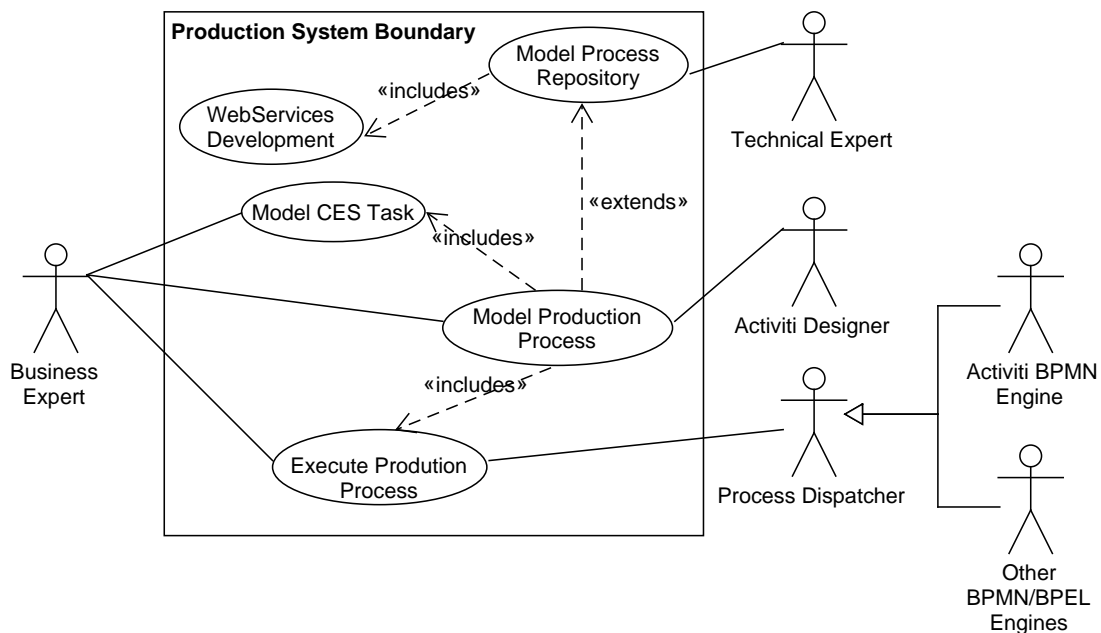 Production System Boundary
Model Process
Repository
«includes»
WebServices
Development
Technical Expert
«extends»
Model CES Task
«includes»
Model Production
Process
Activiti Designer
Business
Expert
Activiti BPMN
Engine
«includes»
Execute Prodution
Process
Process Dispatcher
Other
BPMN/BPEL
Engines